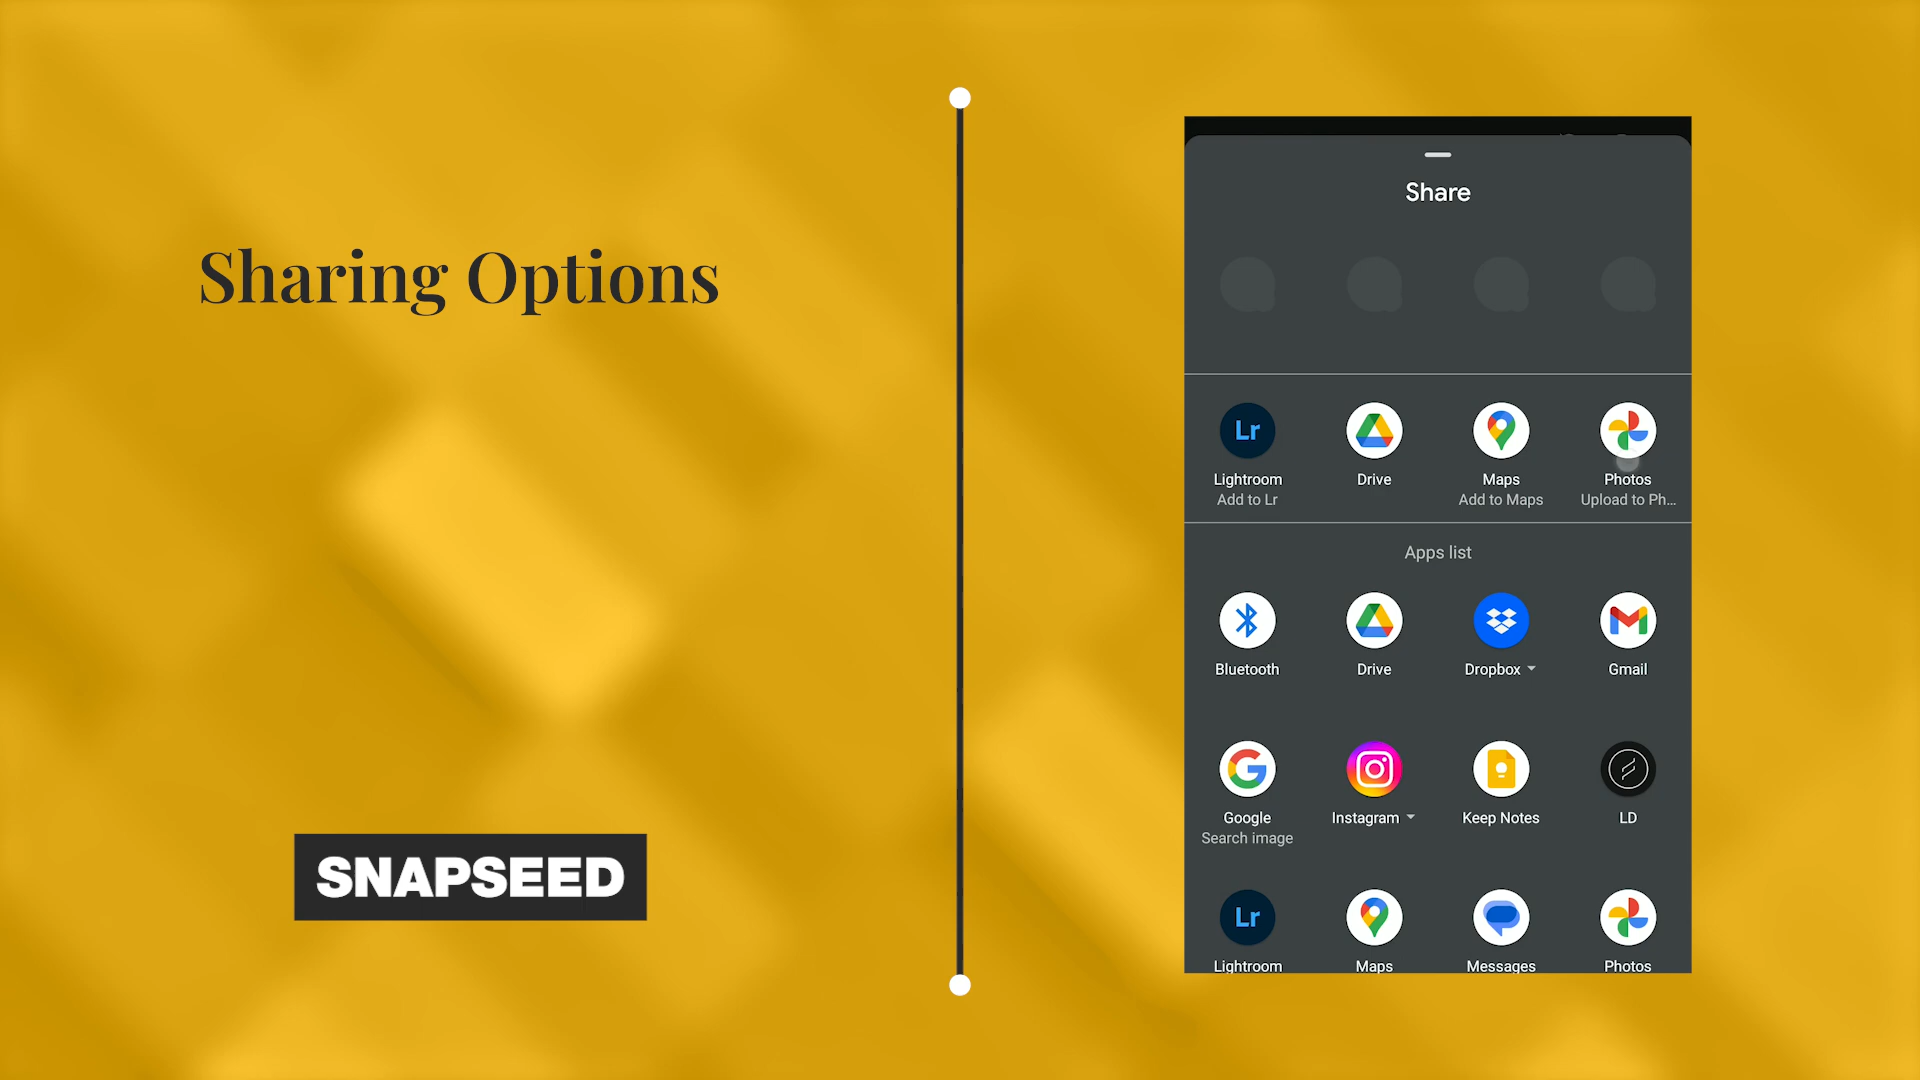 Sharing Options
SNAPSEED
Share
Lr Lr
Lightroom Drive Maps Photos
Add to Lr Add to Maps Upload to Ph...
Apps list
Bluetooth Drive Dropbox Gmail
Google Instagram Keep Notes LD
Search image
Lr
Lightroom Maps Messages Photos